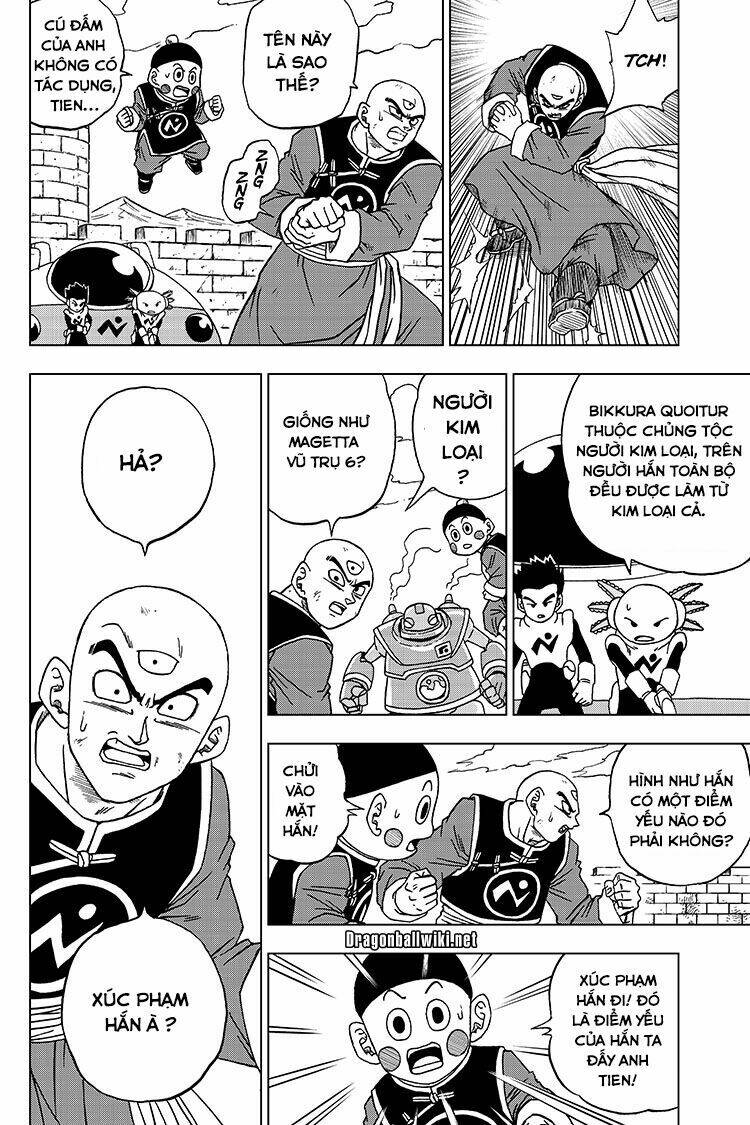 TCH!
TÊN NÀY
LÀ SAO
THẾ?
CÚ ĐẤM
CỦA ANH
KHÔNG CÓ
TÁC DỤNG,
TIEN...
ZNG
ZNG
BIKKURA QUOITUR
THUỘC CHỦNG TỘC
NGƯỜI KIM LOẠI, TRÊN
NGƯỜI HẮN TOÀN BỘ
ĐỀU ĐƯỢC LÀM TỪ
KIM LOẠI CẢ.
NGƯỜI
KIM
LOẠI
?
GIỐNG NHƯ
MAGETTA
VŨ TRỤ 6?
HẢ?
HÌNH NHƯ HẮN
CÓ MỘT ĐIỂM
YẾU NÀO ĐÓ
PHẢI KHÔNG?
CHỬI
VÀO
MẶT
HẮN!
Dragonballwiki.net
XÚC PHẠM
HẮN ĐI! ĐÓ
LÀ ĐIỂM YẾU
CỦA HẮN TA
ĐẤY ANH
TIEN!
XÚC PHẠM
HẮN À ?